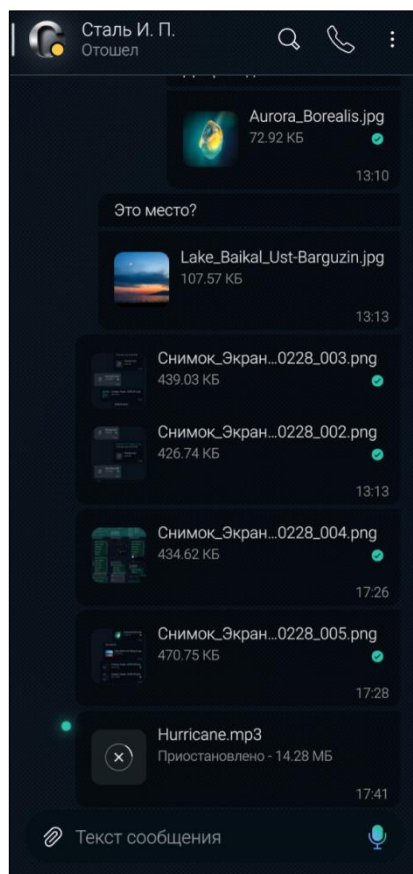 Сталь И. П.
Отошел
Aurora_Borealis.jpg
72.92 КБ
13:10
Это место?
Lake_Baikal_Ust-Barguzin.jpg
107.57 КБ
13:13
Снимок_Экран...0228_003.png
439.03 КБ
Снимок_Экран...0228_002.png
426.74 КБ
13:13
Снимок_Экран...0228_004.png
434.62 КБ
17:26
Снимок_Экран...0228_005.png
470.75 КБ
17:28
Hurricane.mp3
Приостановлено - 14.28 МБ
17:41
Текст сообщения